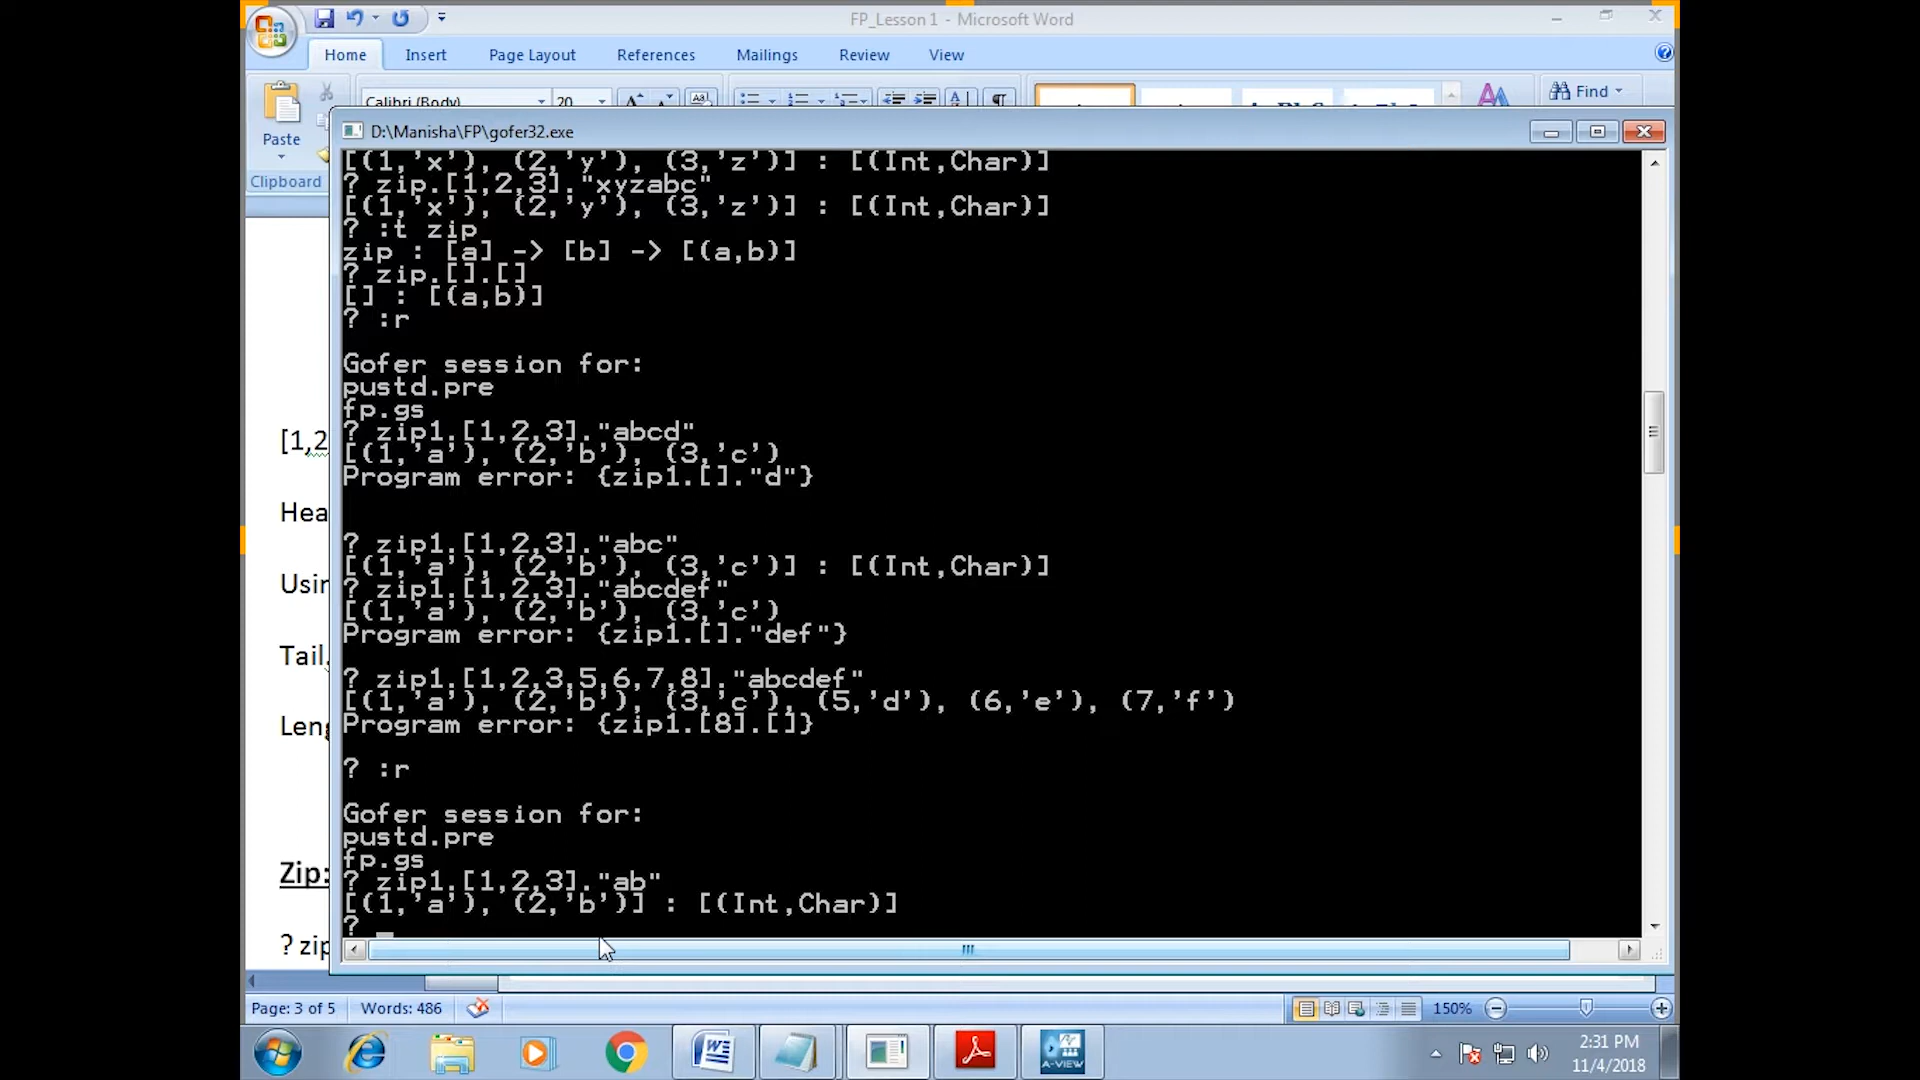 FP_Lesson 1 - Microsoft Word
Home Insert Page Layout References Mailings Review View
Paste
Calibri (Body) 20
Find
Clipboard
D:\Manisha\FP\gofer32.exe
[(1,'x'), (2,'y'), (3,'z')] : [(Int,Char)]
? zip.[1,2,3]."xyzabc"
[(1,'x'), (2,'y'), (3,'z')] : [(Int,Char)]
? :t zip
zip : [a] -> [b] -> [(a,b)]
? zip.[].[]
[] : [(a,b)]
? :r
Gofer session for:
pustd.pre
fp.gs
? zip1.[1,2,3]."abcd"
[(1,'a'), (2,'b'), (3,'c')
Program error: {zip1.[]."d"}
? zip1.[1,2,3]."abc"
[(1,'a'), (2,'b'), (3,'c')] : [(Int,Char)]
? zip1.[1,2,3]."abcdef"
[(1,'a'), (2,'b'), (3,'c')
Program error: {zip1.[]."def"}
? zip1.[1,2,3,5,6,7,8]."abcdef"
[(1,'a'), (2,'b'), (3,'c'), (5,'d'), (6,'e'), (7,'f')
Program error: {zip1.[8].[]}
? :r
Gofer session for:
pustd.pre
fp.gs
? zip1.[1,2,3]."ab"
[(1,'a'), (2,'b')] : [(Int,Char)]
?
[1,2
Hea
Usin
Tail,
Leng
Zip:
? zip
Page: 3 of 5 Words: 486 150%
A-VIEW
2:31 PM
11/4/2018